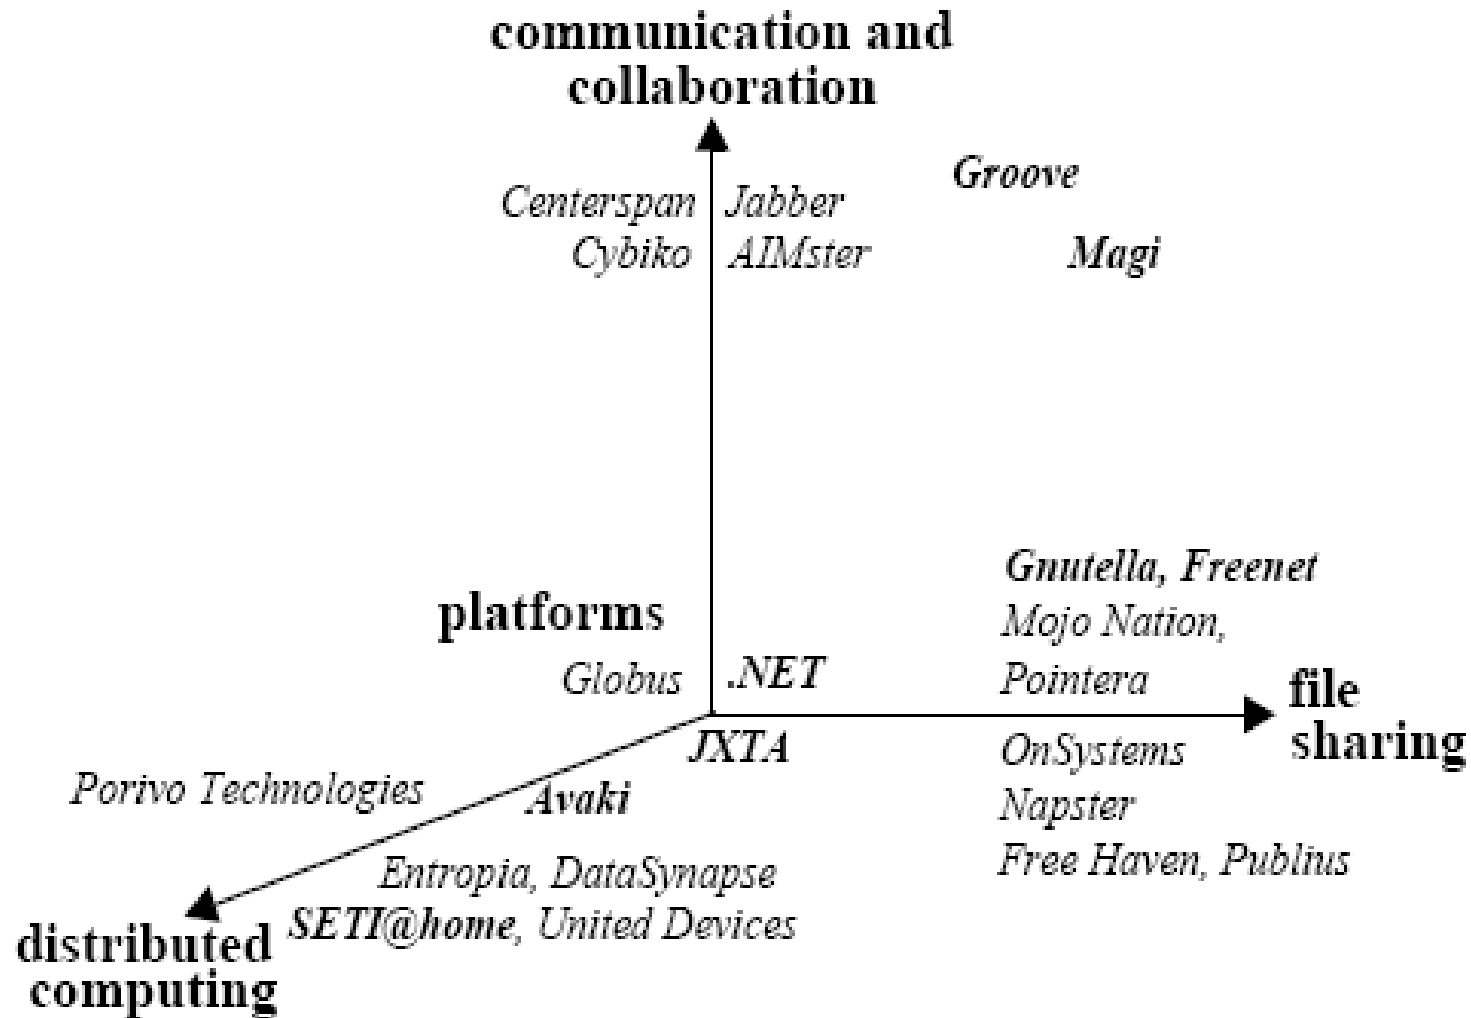 communication and
collaboration
Groove
Centerspan Jabber
Cybiko AIMster
Magi
Gnutella, Freenet
platforms
Mojo Nation,
Globus .NET
Pointera
file
sharing
JXTA
OnSystems
Porivo Technologies
Avaki
Napster
Entropia, DataSynapse
Free Haven, Publius
SETI@home, United Devices
distributed
computing